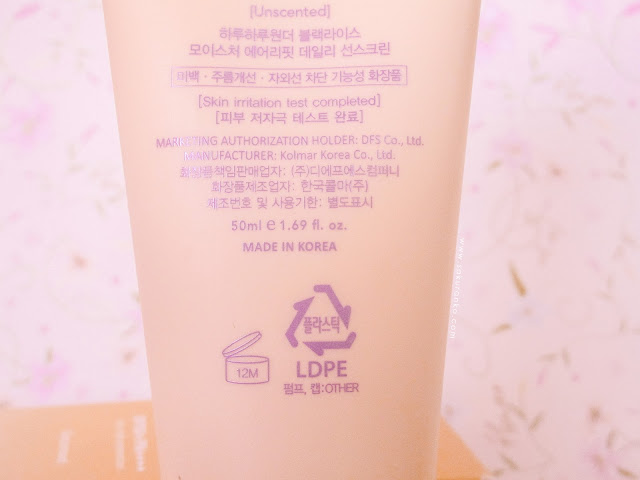 [Unscented]
하루하루원더 블랙라이스
모이스처 에어리핏 데일리 선스크린
미백 · 주름개선 · 자외선 차단 기능성 화장품
[Skin irritation test completed]
[피부 저자극 테스트 완료]
MARKETING AUTHORIZATION HOLDER: DFS Co., Ltd.
MANUFACTURER: Kolmar Korea Co., Ltd.
화장품책임판매업자: (주)디에프에스컴퍼니
화장품제조업자: 한국콜마(주)
제조번호 및 사용기한: 별도표시
50ml e 1.69 fl. oz.
MADE IN KOREA
플라스틱
12M
LDPE
펌프, 캡:OTHER